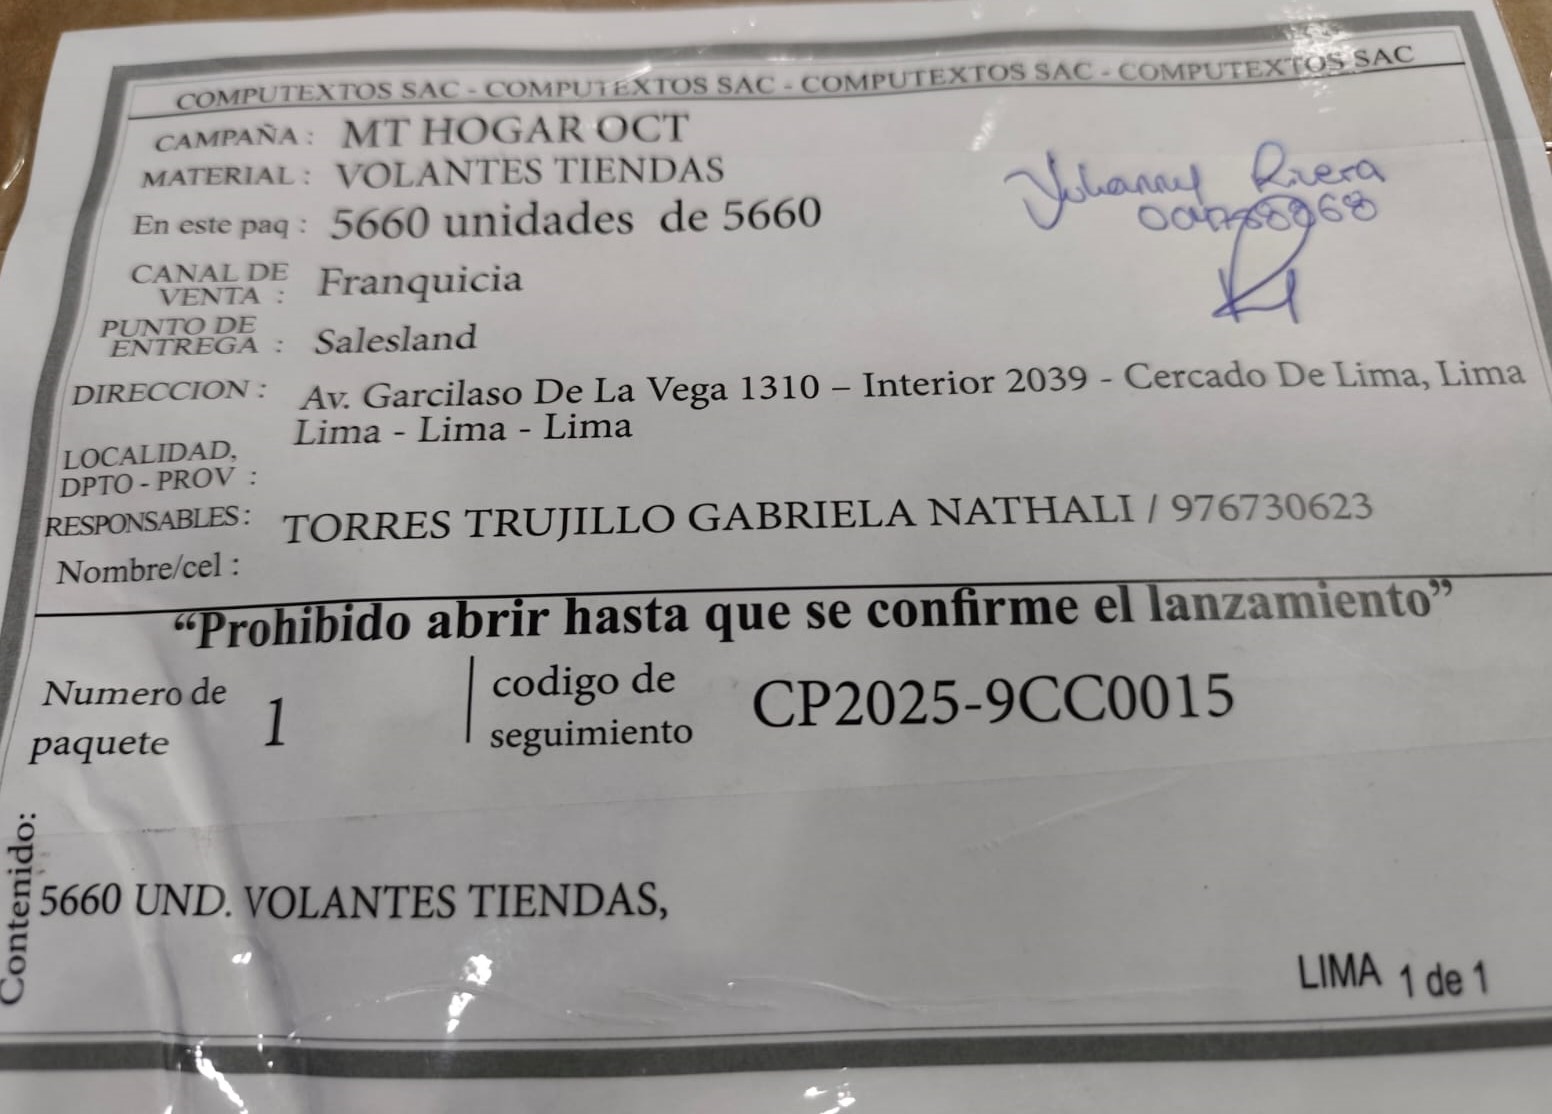 COMPUTEXTOS SAC - COMPUTEXTOS SAC - COMPUTEXTOS SAC - COMPUTEXTOS SAC
CAMPAÑA : MT HOGAR OCT
MATERIAL : VOLANTES TIENDAS
En este paq : 5660 unidades de 5660
Rivera
CANAL DE VENTA : Franquicia
PUNTO DE ENTREGA : Salesland
DIRECCION : Av. Garcilaso De La Vega 1310 – Interior 2039 - Cercado De Lima, Lima
Lima - Lima - Lima
LOCALIDAD,
DPTO - PROV :
RESPONSABLES : TORRES TRUJILLO GABRIELA NATHALI / 976730623
Nombre/cel :
“Prohibido abrir hasta que se confirme el lanzamiento”
Numero de paquete 1
codigo de seguimiento CP2025-9CC0015
Contenido:
5660 UND. VOLANTES TIENDAS,
LIMA 1 de 1